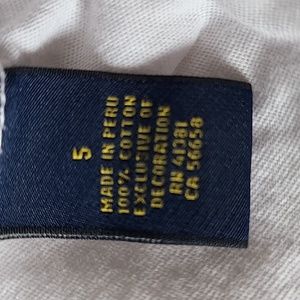 5
MADE IN PERU
100% COTTON
EXCLUSIVE OF
DECORATION
RN 41381
CA 56658